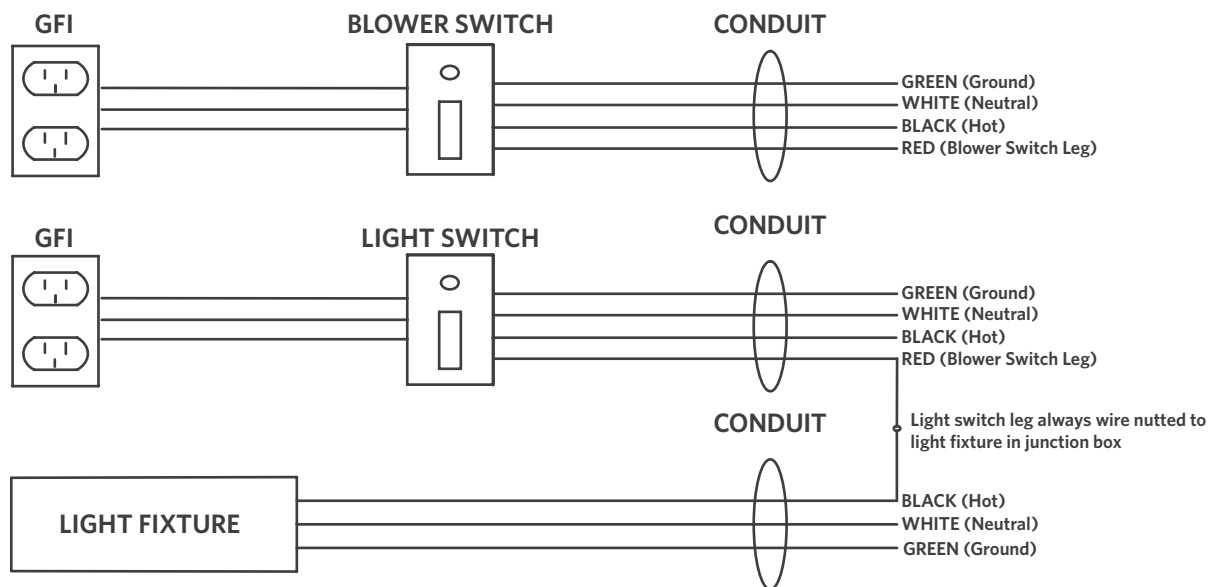 GFI
BLOWER SWITCH
CONDUIT
GREEN (Ground)
WHITE (Neutral)
BLACK (Hot)
RED (Blower Switch Leg)
GFI
LIGHT SWITCH
CONDUIT
GREEN (Ground)
WHITE (Neutral)
BLACK (Hot)
RED (Blower Switch Leg)
Light switch leg always wire nutted to
light fixture in junction box
CONDUIT
LIGHT FIXTURE
BLACK (Hot)
WHITE (Neutral)
GREEN (Ground)